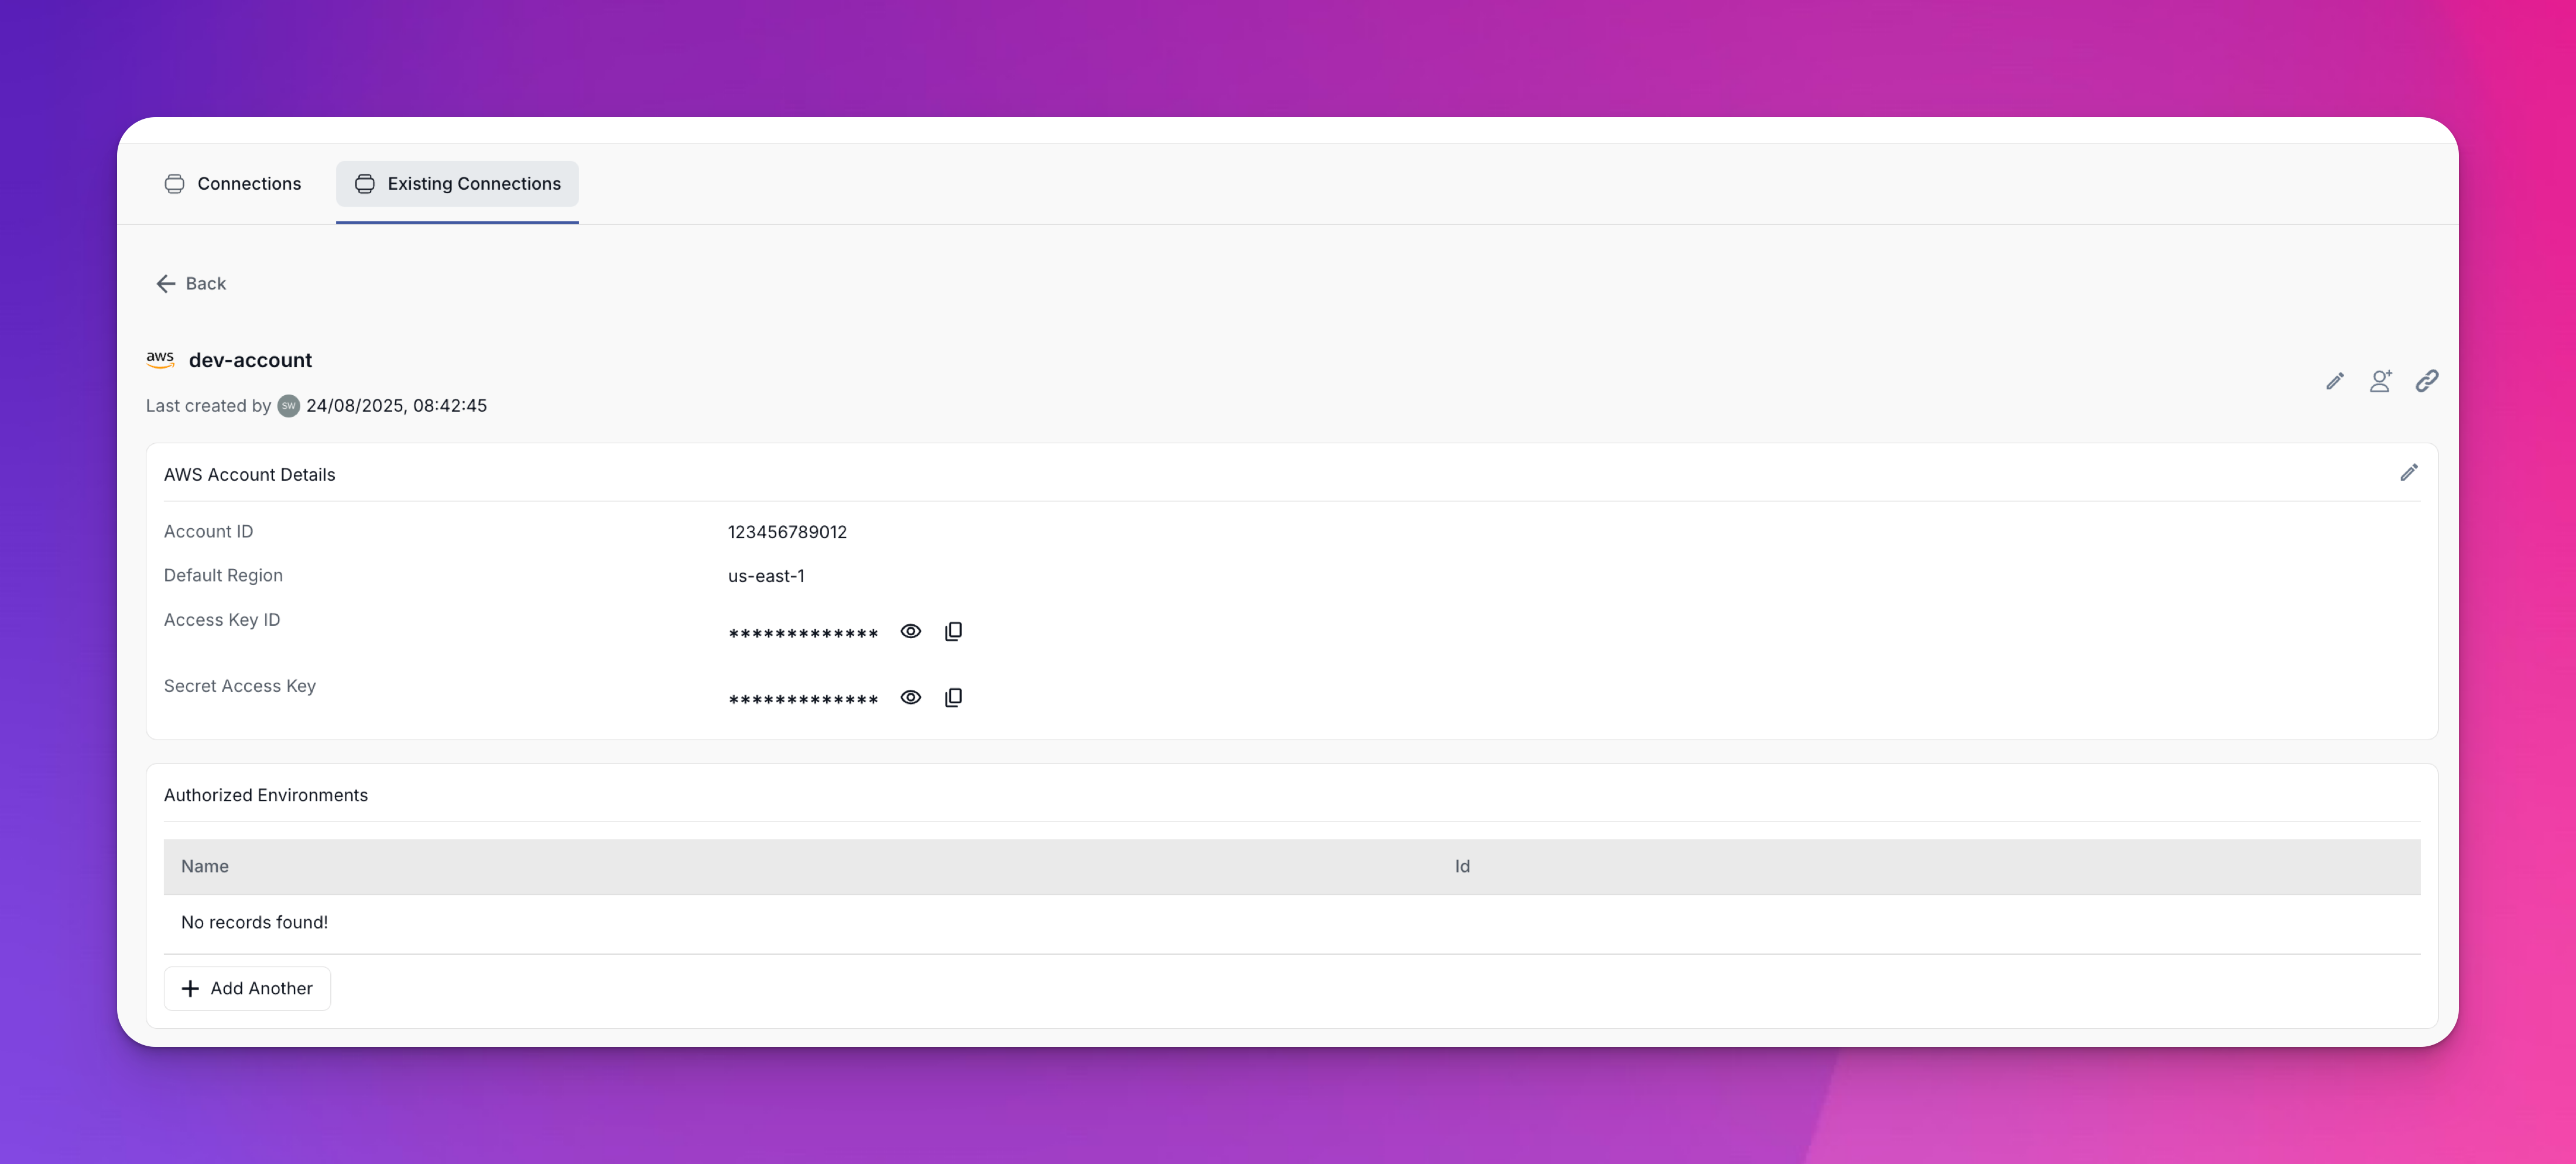 Connections Existing Connections
Back
aws dev-account
Last created by SW 24/08/2025, 08:42:45
AWS Account Details
Account ID 123456789012
Default Region us-east-1
Access Key ID *************
Secret Access Key *************
Authorized Environments
Name Id
No records found!
Add Another